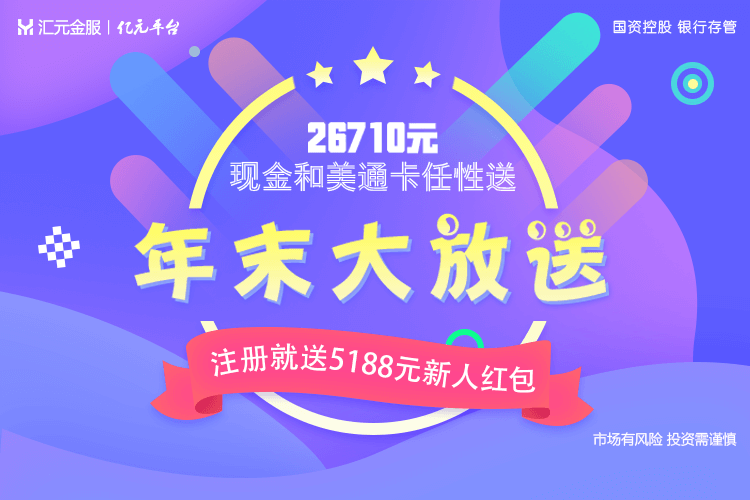 汇元金服 | 亿元平台
国资控股 银行存管
26710元
现金和美通卡任性送
年末大放送
注册就送5188元新人红包
市场有风险 投资需谨慎